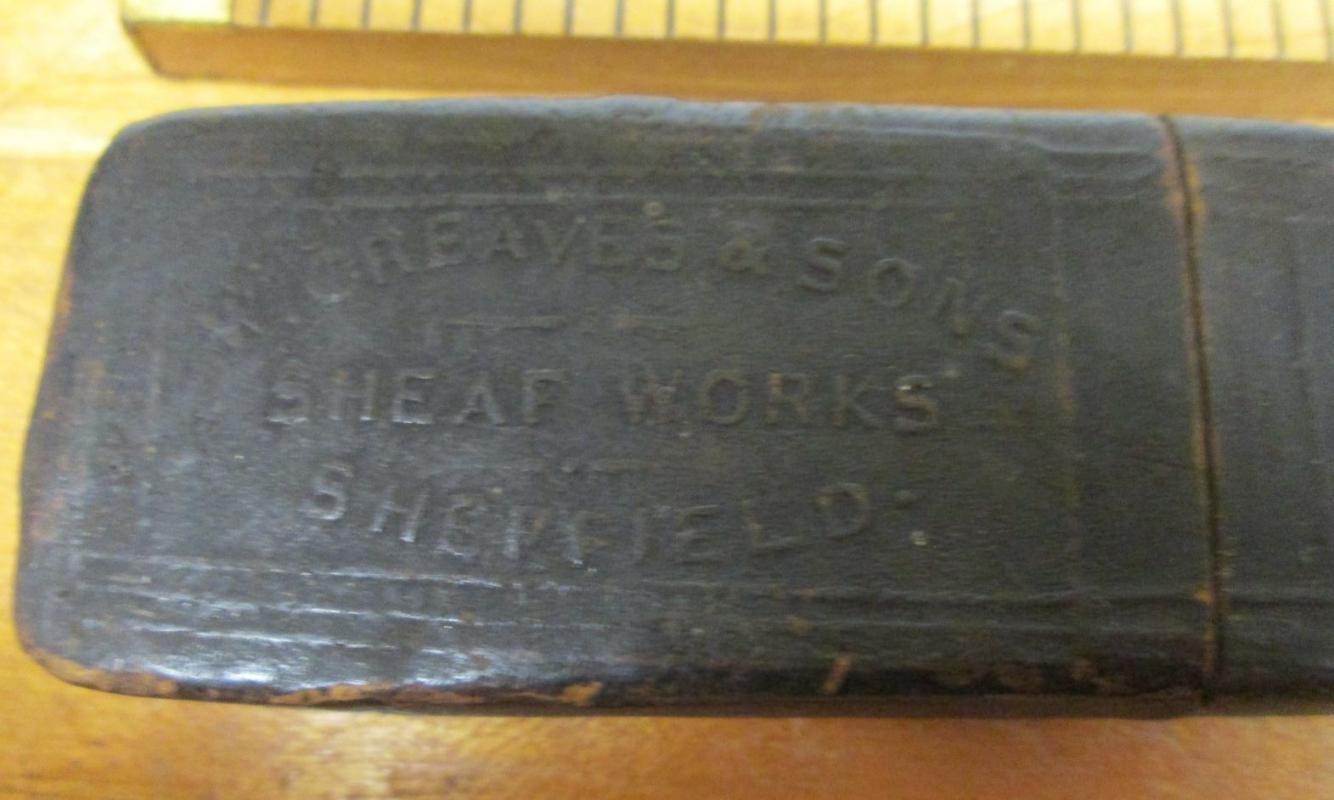 W. GREAVES & SONS
SHEAF WORKS
SHEFFIELD: